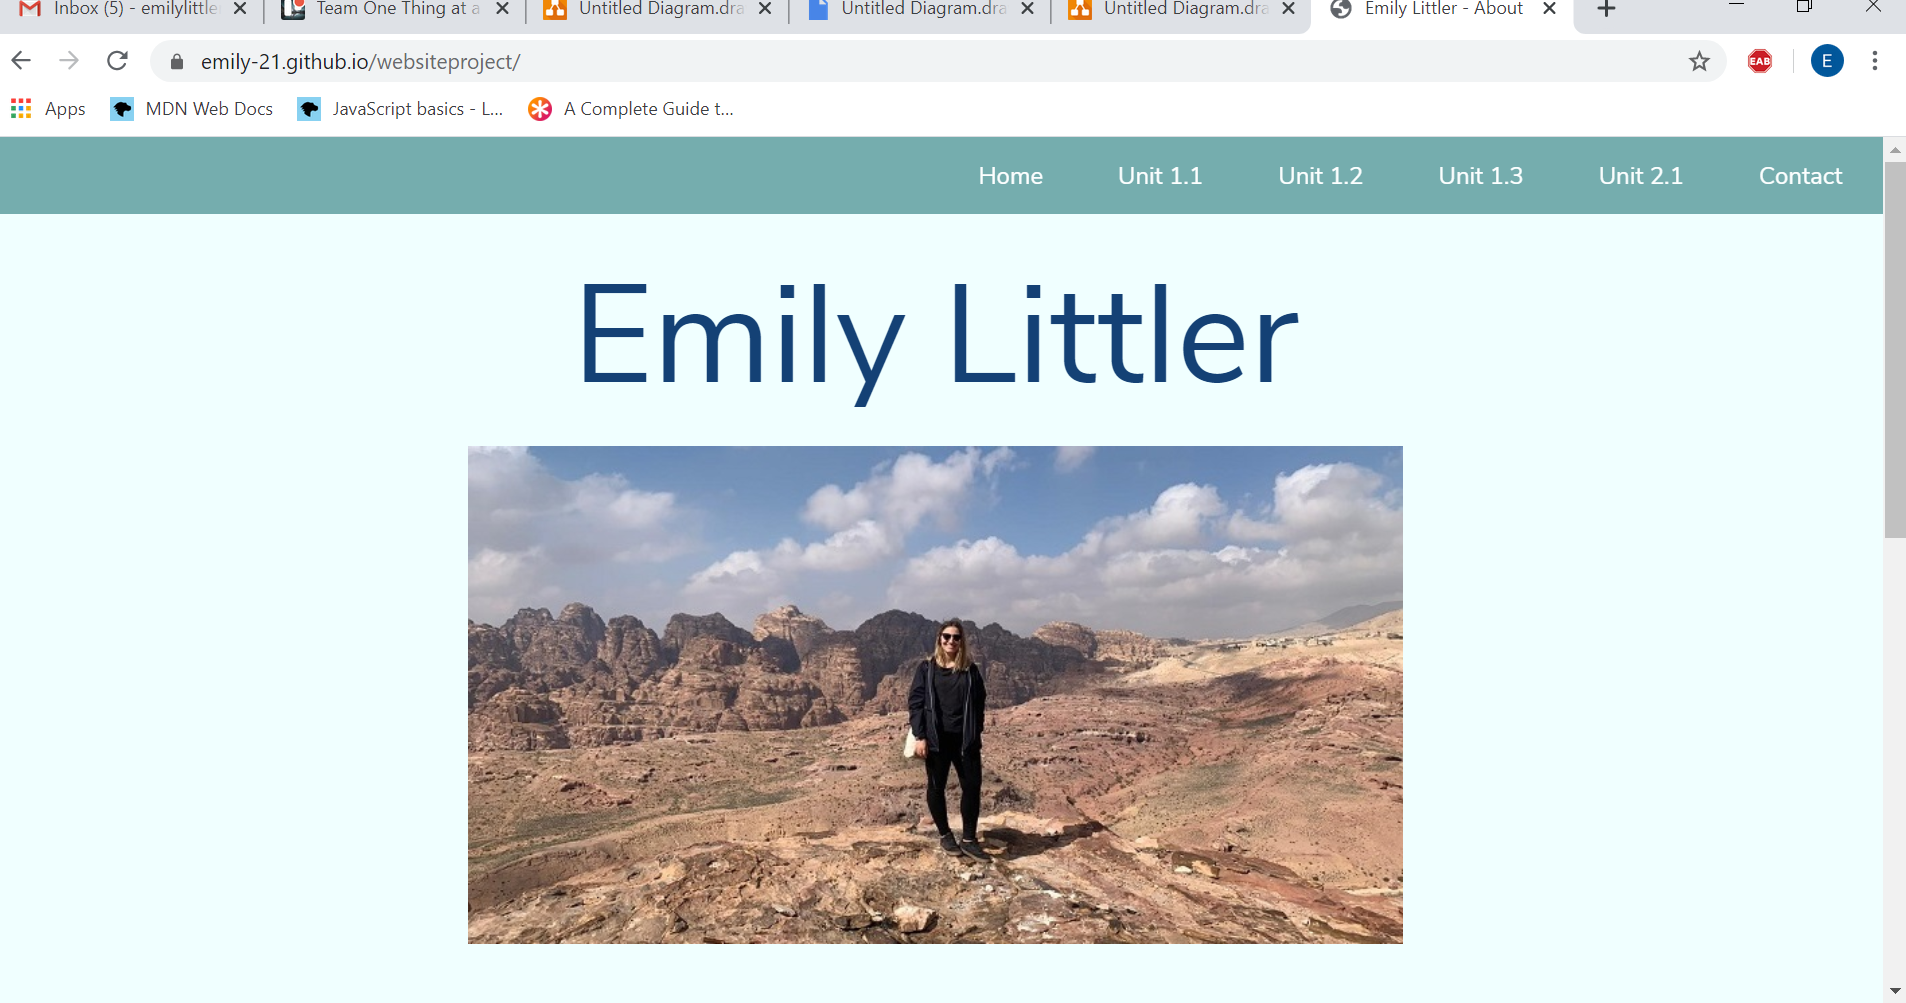 Inbox (5) - emilylittle
Team One Thing at a
Untitled Diagram.dra
Untitled Diagram.dra
Untitled Diagram.dra
Emily Littler - About
emily-21.github.io/websiteproject/
EAB
E
Apps
MDN Web Docs
JavaScript basics - L...
A Complete Guide t...
Home
Unit 1.1
Unit 1.2
Unit 1.3
Unit 2.1
Contact
Emily Littler